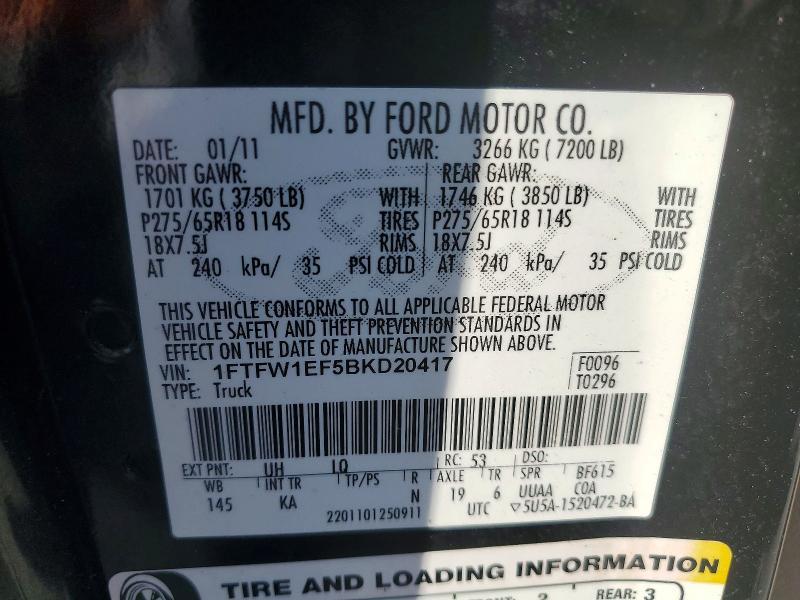 MFD. BY FORD MOTOR CO.
DATE: 01/11 GVWR: 3266 KG ( 7200 LB)
FRONT GAWR: REAR GAWR:
1701 KG ( 3750 LB) WITH 1746 KG ( 3850 LB) WITH
P275/65R18 114S TIRES P275/65R18 114S TIRES
18X7.5J RIMS 18X7.5J RIMS
AT 240 kPa/ 35 PSI COLD AT 240 kPa/ 35 PSI COLD
THIS VEHICLE CONFORMS TO ALL APPLICABLE FEDERAL MOTOR
VEHICLE SAFETY AND THEFT PREVENTION STANDARDS IN
EFFECT ON THE DATE OF MANUFACTURE SHOWN ABOVE.
VIN: 1FTFW1EF5BKD20417 F0096
TYPE: Truck T0296
EXT PNT: UH LQ RC: 53 DSO:
WB INT TR TP/PS R AXLE TR SPR BF615
145 KA N 19 6 UUAA COA
2201101250911 UTC ▽5U5A-1520472-BA
TIRE AND LOADING INFORMATION
REAR: 3